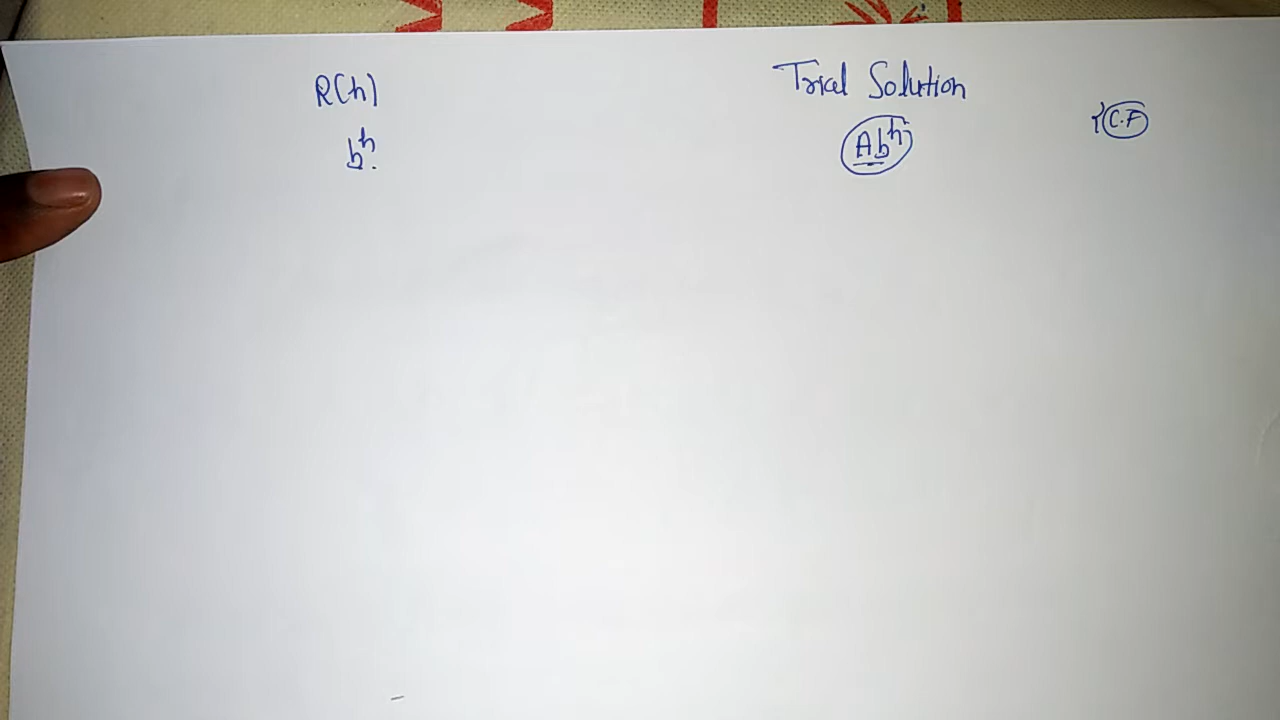 R(h) Trial Solution
b^h. Ab^h {C.F